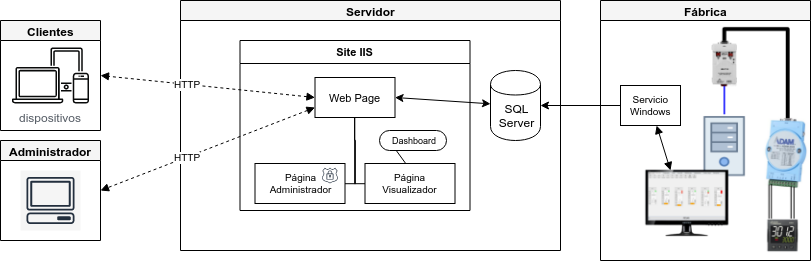 Clientes
dispositivos
Administrador
HTTP
HTTP
Servidor
Site IIS
Web Page
Dashboard
Página
Administrador
Página
Visualizador
SQL
Server
Fábrica
Servicio
Windows
ADAM
3012